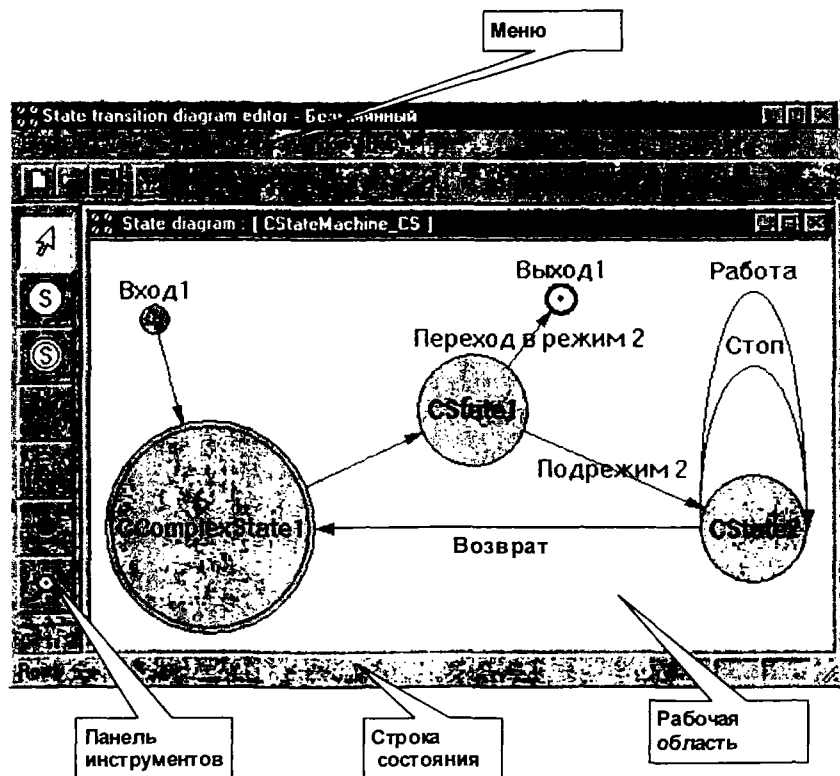 Меню
State transition diagram editor - Безымянный
State diagram : [ CStateMachine_CS ]
Вход1
Выход1
Работа
S
Переход в режим 2
Стоп
S
CState1
Подрежим 2
CComplexState1
CState2
Возврат
Панель
инструментов
Строка
состояния
Рабочая
область